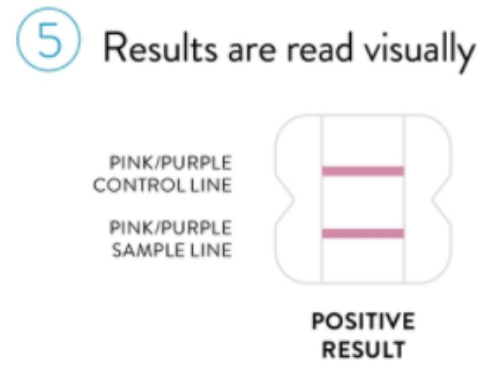 5 Results are read visually
PINK/PURPLE
CONTROL LINE
PINK/PURPLE
SAMPLE LINE
POSITIVE
RESULT